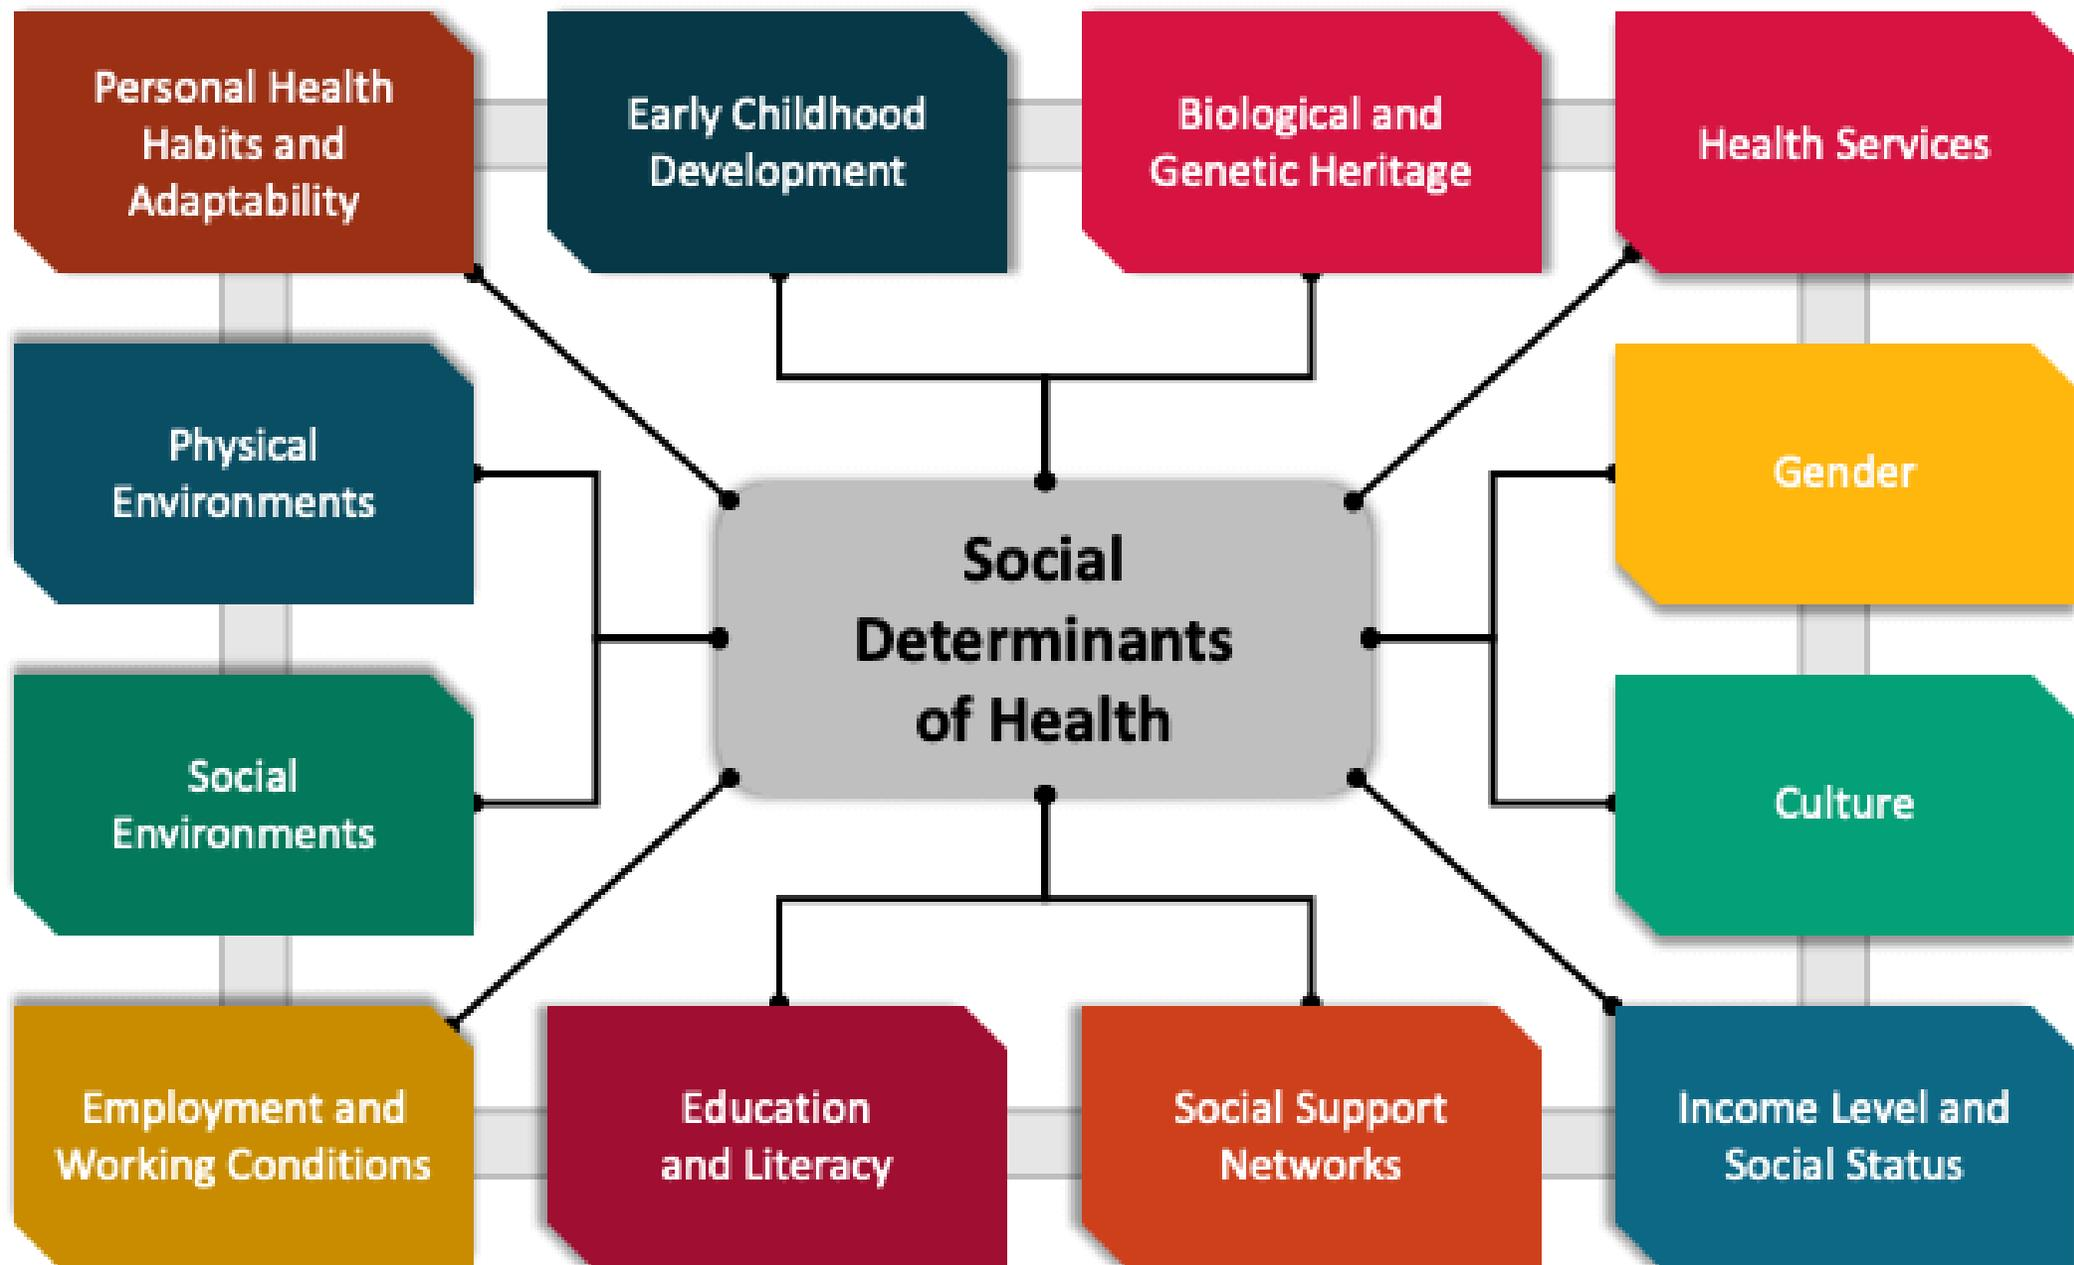 Personal Health
Habits and
Adaptability
Early Childhood
Development
Biological and
Genetic Heritage
Health Services
Physical
Environments
Gender
Social
Determinants
of Health
Social
Environments
Culture
Employment and
Working Conditions
Education
and Literacy
Social Support
Networks
Income Level and
Social Status